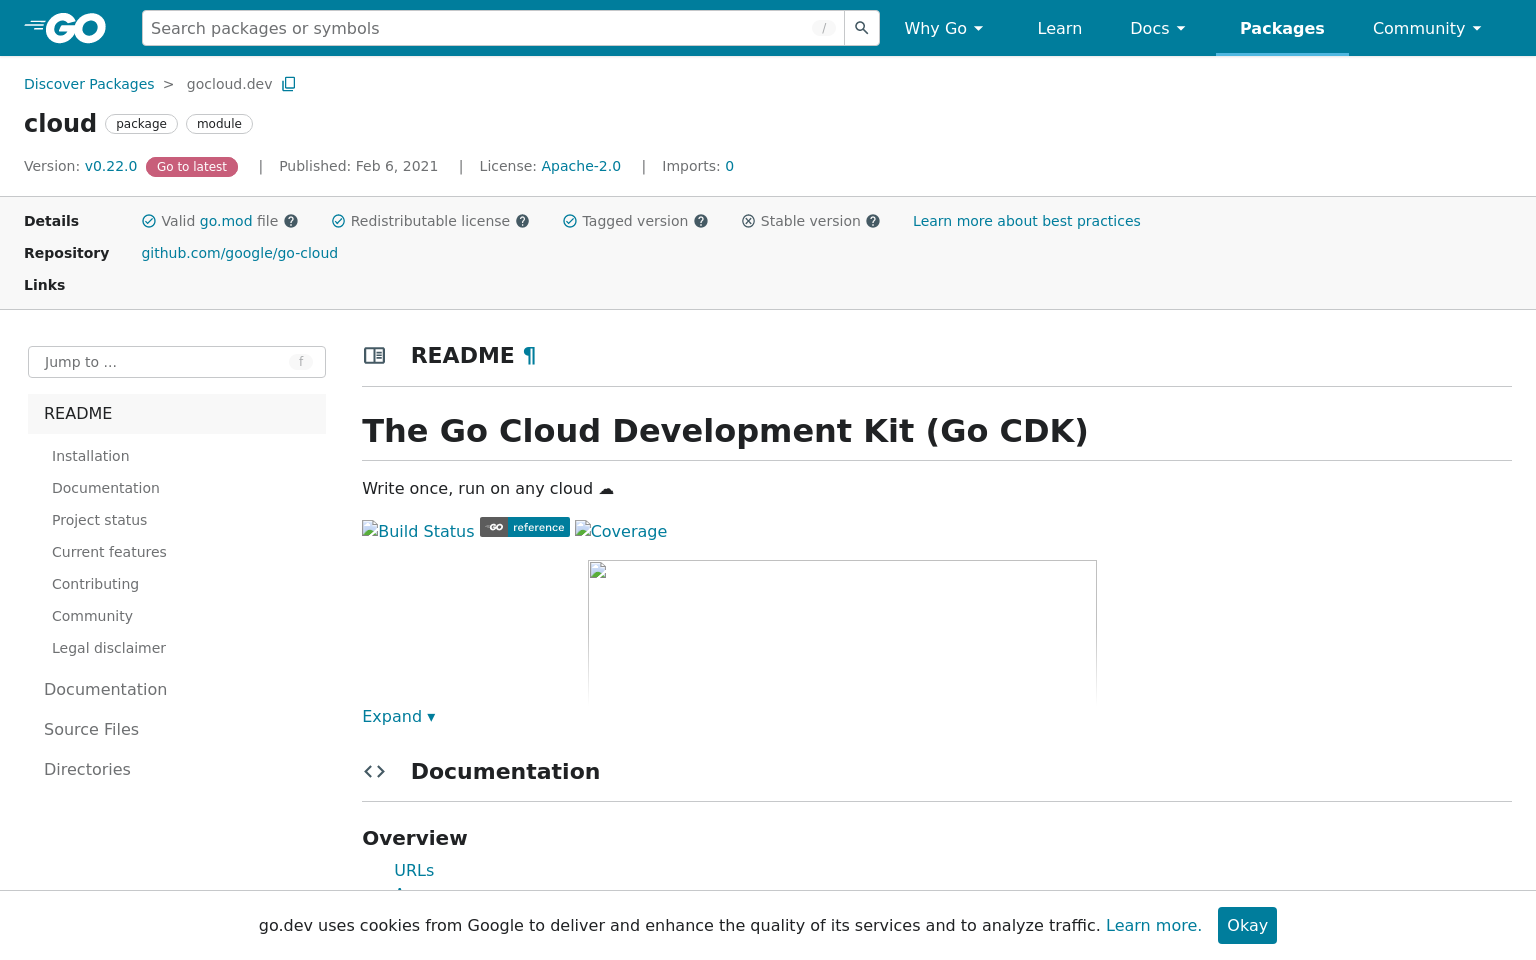 GO
Search packages or symbols /
Why Go
Learn
Docs
Packages
Community
Discover Packages > gocloud.dev
cloud package module
Version: v0.22.0 Go to latest | Published: Feb 6, 2021 | License: Apache-2.0 | Imports: 0
Details
Valid go.mod file ? Redistributable license ? Tagged version ? Stable version ? Learn more about best practices
Repository
github.com/google/go-cloud
Links
Jump to ... f
README
Installation
Documentation
Project status
Current features
Contributing
Community
Legal disclaimer
Documentation
Source Files
Directories
README ¶
The Go Cloud Development Kit (Go CDK)
Write once, run on any cloud ☁
Build Status GO reference Coverage
Expand ▾
<> Documentation
Overview
URLs
go.dev uses cookies from Google to deliver and enhance the quality of its services and to analyze traffic. Learn more. Okay